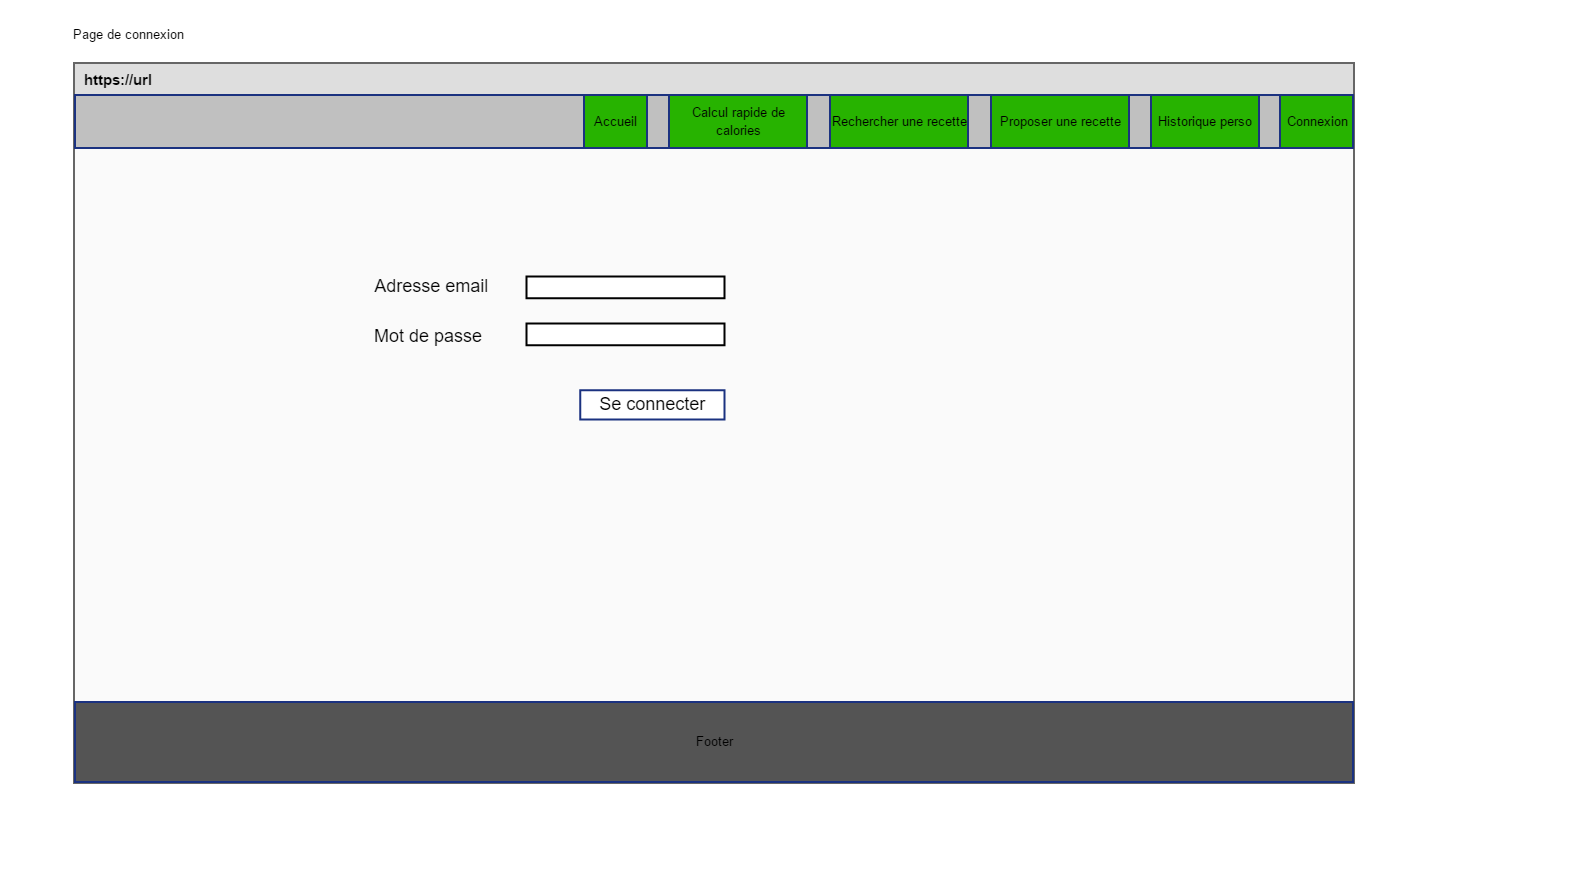 Page de connexion
https://url
Accueil
Calcul rapide de
calories
Rechercher une recette
Proposer une recette
Historique perso
Connexion
Adresse email
Mot de passe
Se connecter
Footer